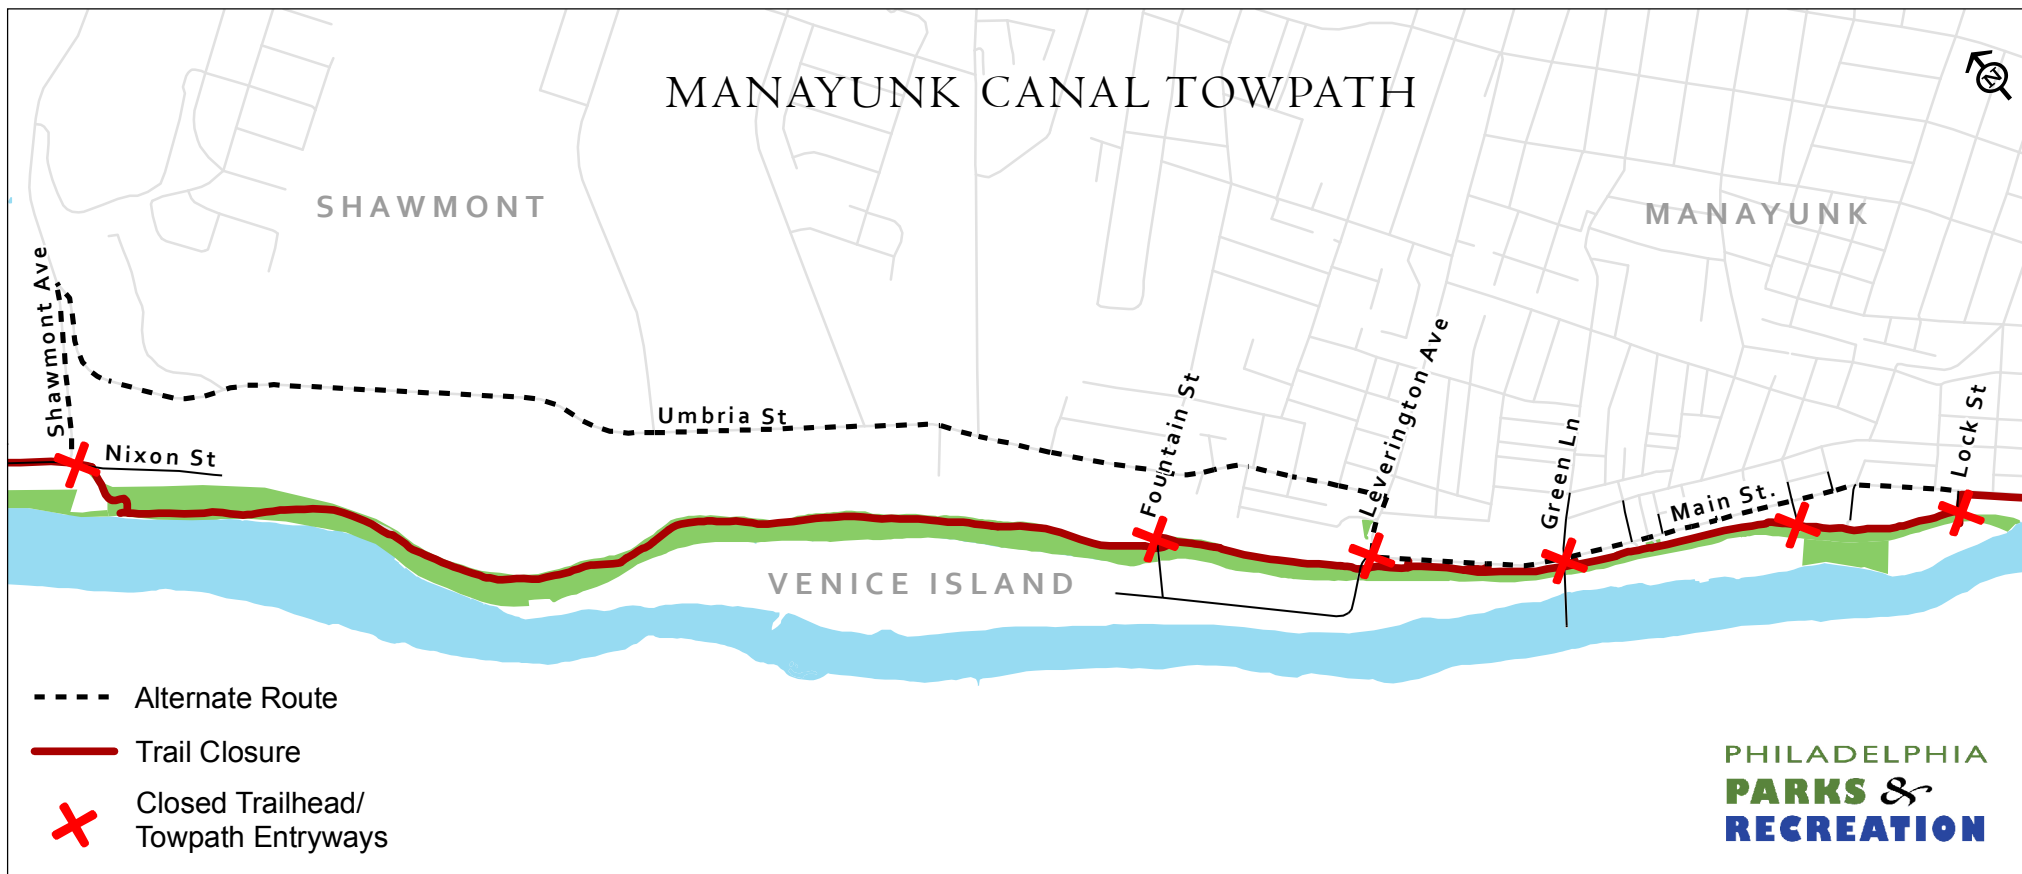 MANAYUNK CANAL TOWPATH
N
SHAWMONT
MANAYUNK
Shawmont Ave
Nixon St
Umbria St
Fountain St
Leverington Ave
Green Ln
Main St.
Lock St
VENICE ISLAND
Alternate Route
Trail Closure
Closed Trailhead/
Towpath Entryways
PHILADELPHIA
PARKS &
RECREATION